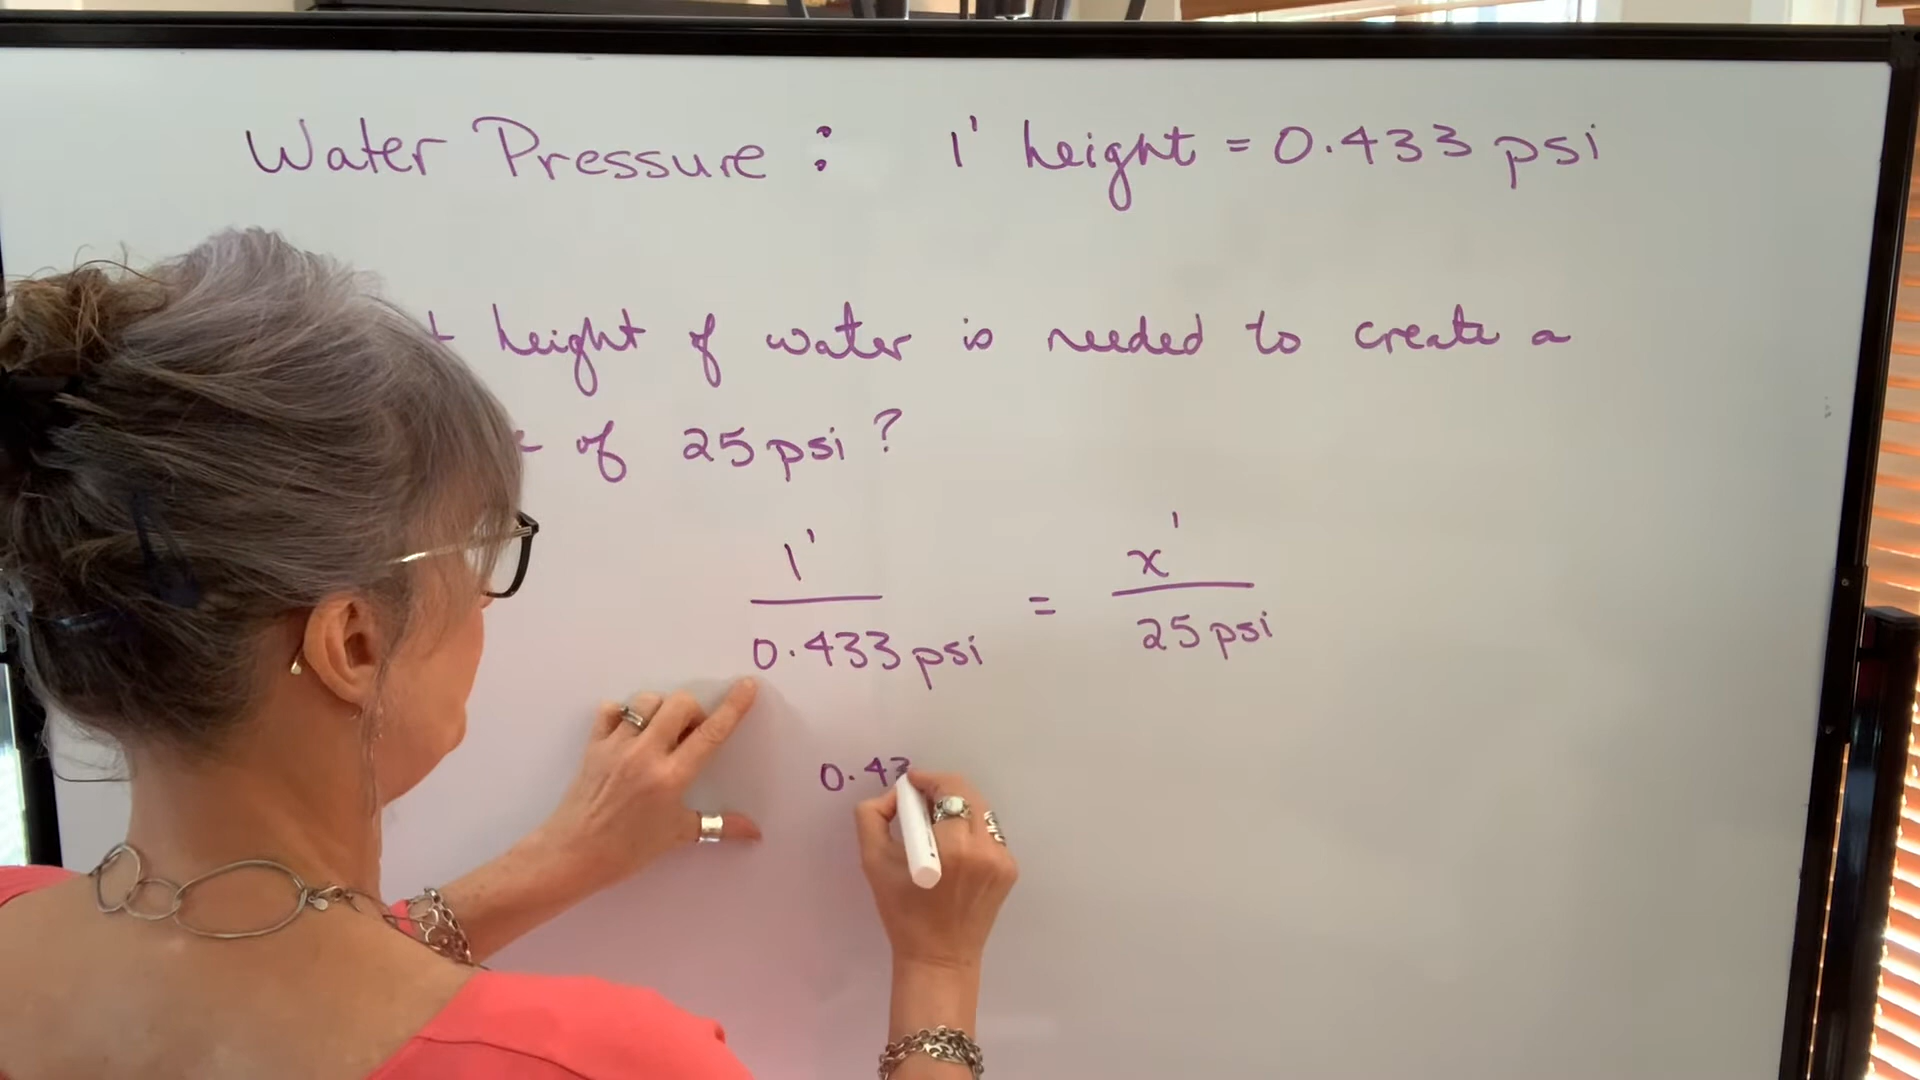 Water Pressure : 1' height = 0.433 psi
height of water is needed to create a
of 25 psi ?
1' = x'
0.433 psi 25 psi
0.43